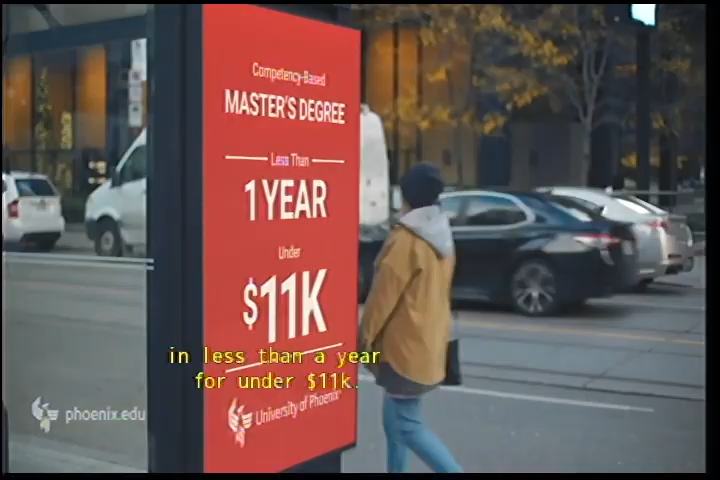 Competency-Based
MASTER'S DEGREE
Less Than
1 YEAR
Under
$11K
in less than a year
for under $11k.
University of Phoenix
phoenix.edu